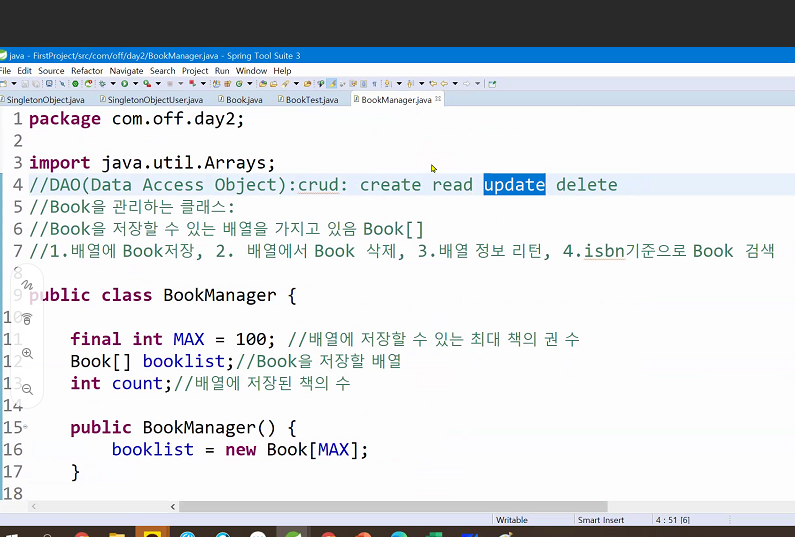 java - FirstProject/src/com/off/day2/BookManager.java - Spring Tool Suite 3
File Edit Source Refactor Navigate Search Project Run Window Help
SingletonObject.java SingletonObjectUser.java Book.java BookTest.java BookManager.java
1 package com.off.day2;
2
3 import java.util.Arrays;
4 //DAO(Data Access Object):crud: create read update delete
5 //Book을 관리하는 클래스:
6 //Book을 저장할 수 있는 배열을 가지고 있음 Book[]
7 //1.배열에 Book저장, 2. 배열에서 Book 삭제, 3.배열 정보 리턴, 4.isbn기준으로 Book 검색
8
9 public class BookManager {
10
11 final int MAX = 100; //배열에 저장할 수 있는 최대 책의 권 수
12 Book[] booklist;//Book을 저장할 배열
13 int count;//배열에 저장된 책의 수
14
15 public BookManager() {
16 booklist = new Book[MAX];
17 }
18
Writable Smart Insert 4 : 51 [6]